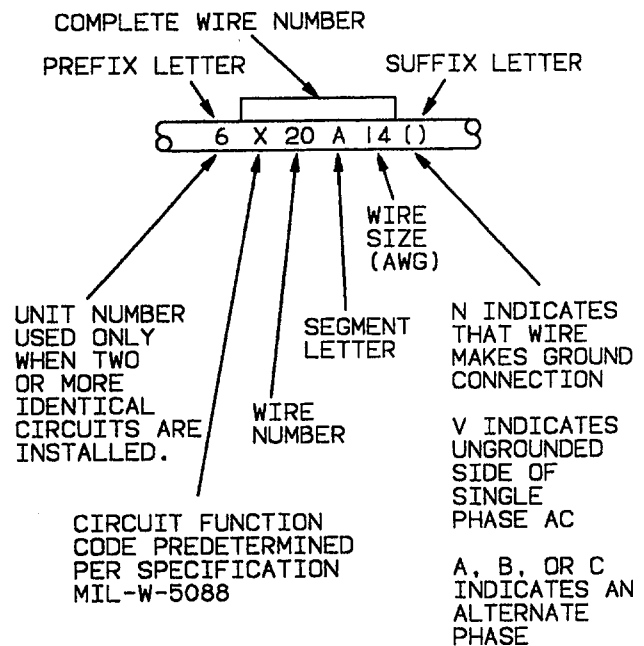 COMPLETE WIRE NUMBER
PREFIX LETTER
SUFFIX LETTER
6 X 20 A 14 ()
WIRE
SIZE
(AWG)
UNIT NUMBER
USED ONLY
WHEN TWO
OR MORE
IDENTICAL
CIRCUITS ARE
INSTALLED.
SEGMENT
LETTER
WIRE
NUMBER
N INDICATES
THAT WIRE
MAKES GROUND
CONNECTION
V INDICATES
UNGROUNDED
SIDE OF
SINGLE
PHASE AC
CIRCUIT FUNCTION
CODE PREDETERMINED
PER SPECIFICATION
MIL-W-5088
A, B, OR C
INDICATES AN
ALTERNATE
PHASE